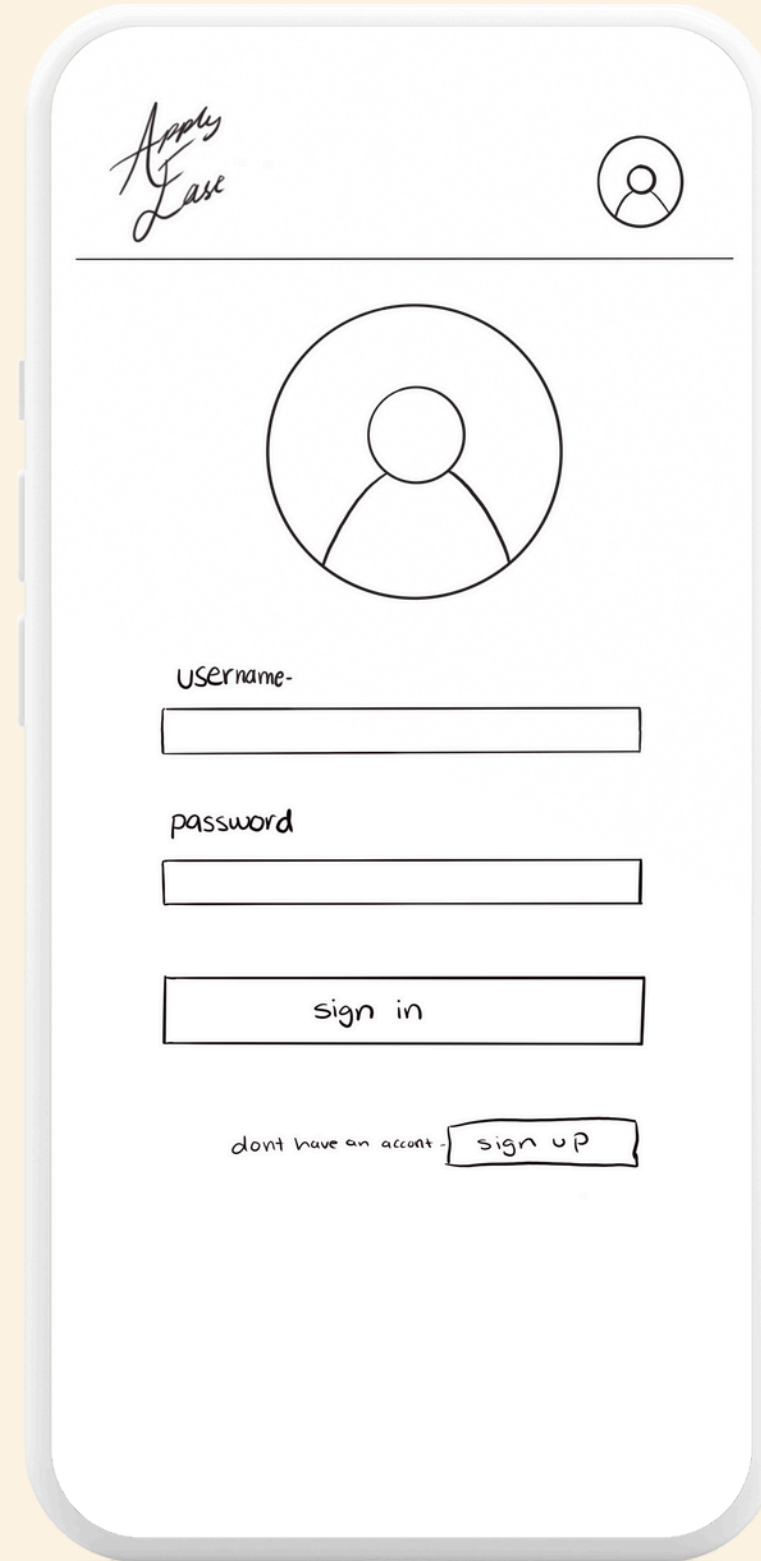 Apply
Ease
username-
password
sign in
dont have an accont - sign up